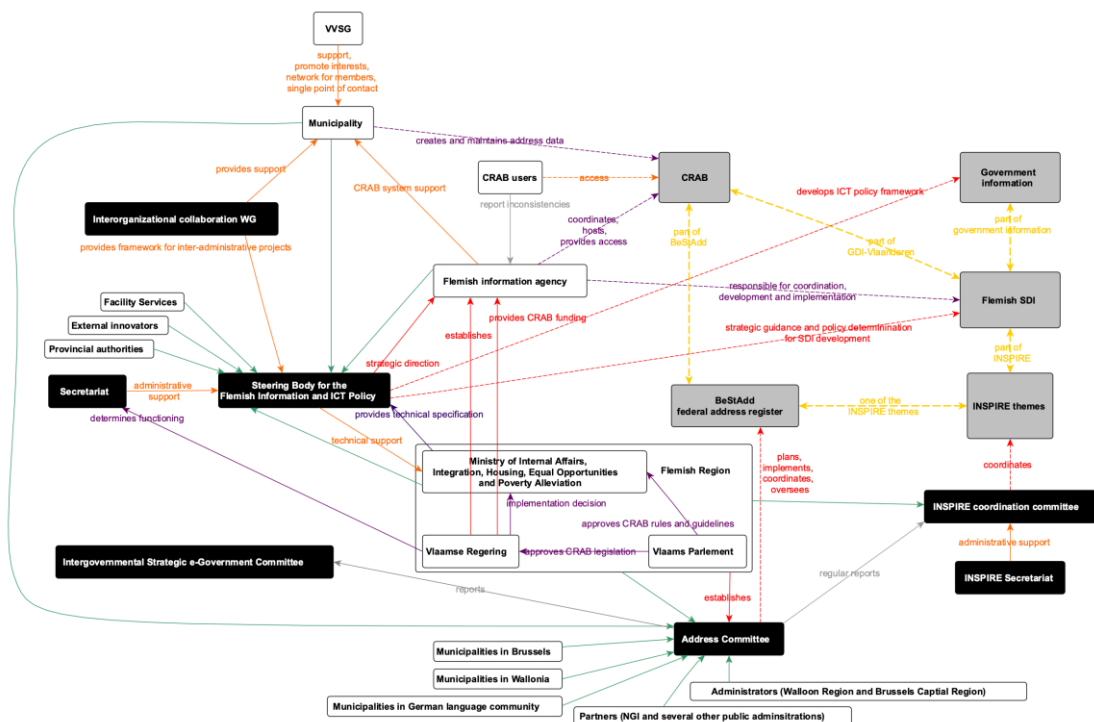 VVSG
support,
promote interests,
network for members,
single point of contact
Municipality
creates and maintains address data
provides support
CRAB system support
CRAB users
access
CRAB
Government
information
develops ICT policy framework
report inconsistencies
Interorganizational collaboration WG
coordinates,
hosts,
provides access
part of
BeStAdd
part of
GDI-Vlaanderen
part of
government information
provides framework for inter-administrative projects
Flemish information agency
responsible for coordination,
development and implementation
Flemish SDI
Facility Services
External innovators
Provincial authorities
provides CRAB funding
establishes
strategic guidance and policy deterninination
for SDI development
strategic direction
part of
INSPIRE
Secretariat
administrative
support
Steering Body for the
Flemish Information and ICT Policy
BeStAdd
federal address register
one of the
INSPIRE themes
INSPIRE themes
determines functioning
provides technical specification
technical support
Ministry of Internal Affairs,
Integration, Housing, Equal Opportunities
and Poverty Alleviation
Flemish Region
plans,
implements,
coordinates,
oversees
coordinates
implementation decision
INSPIRE coordination committee
approves CRAB rules and guidelines
Vlaamse Regering
approves CRAB legislation
Vlaams Parlement
administrative support
Intergovernmental Strategic e-Government Committee
regular reports
INSPIRE Secretariat
reports
establishes
Address Committee
Municipalities in Brussels
Municipalities in Wallonia
Administrators (Walloon Region and Brussels Captial Region)
Municipalities in German language community
Partners (NGI and several other public adminsitrations)